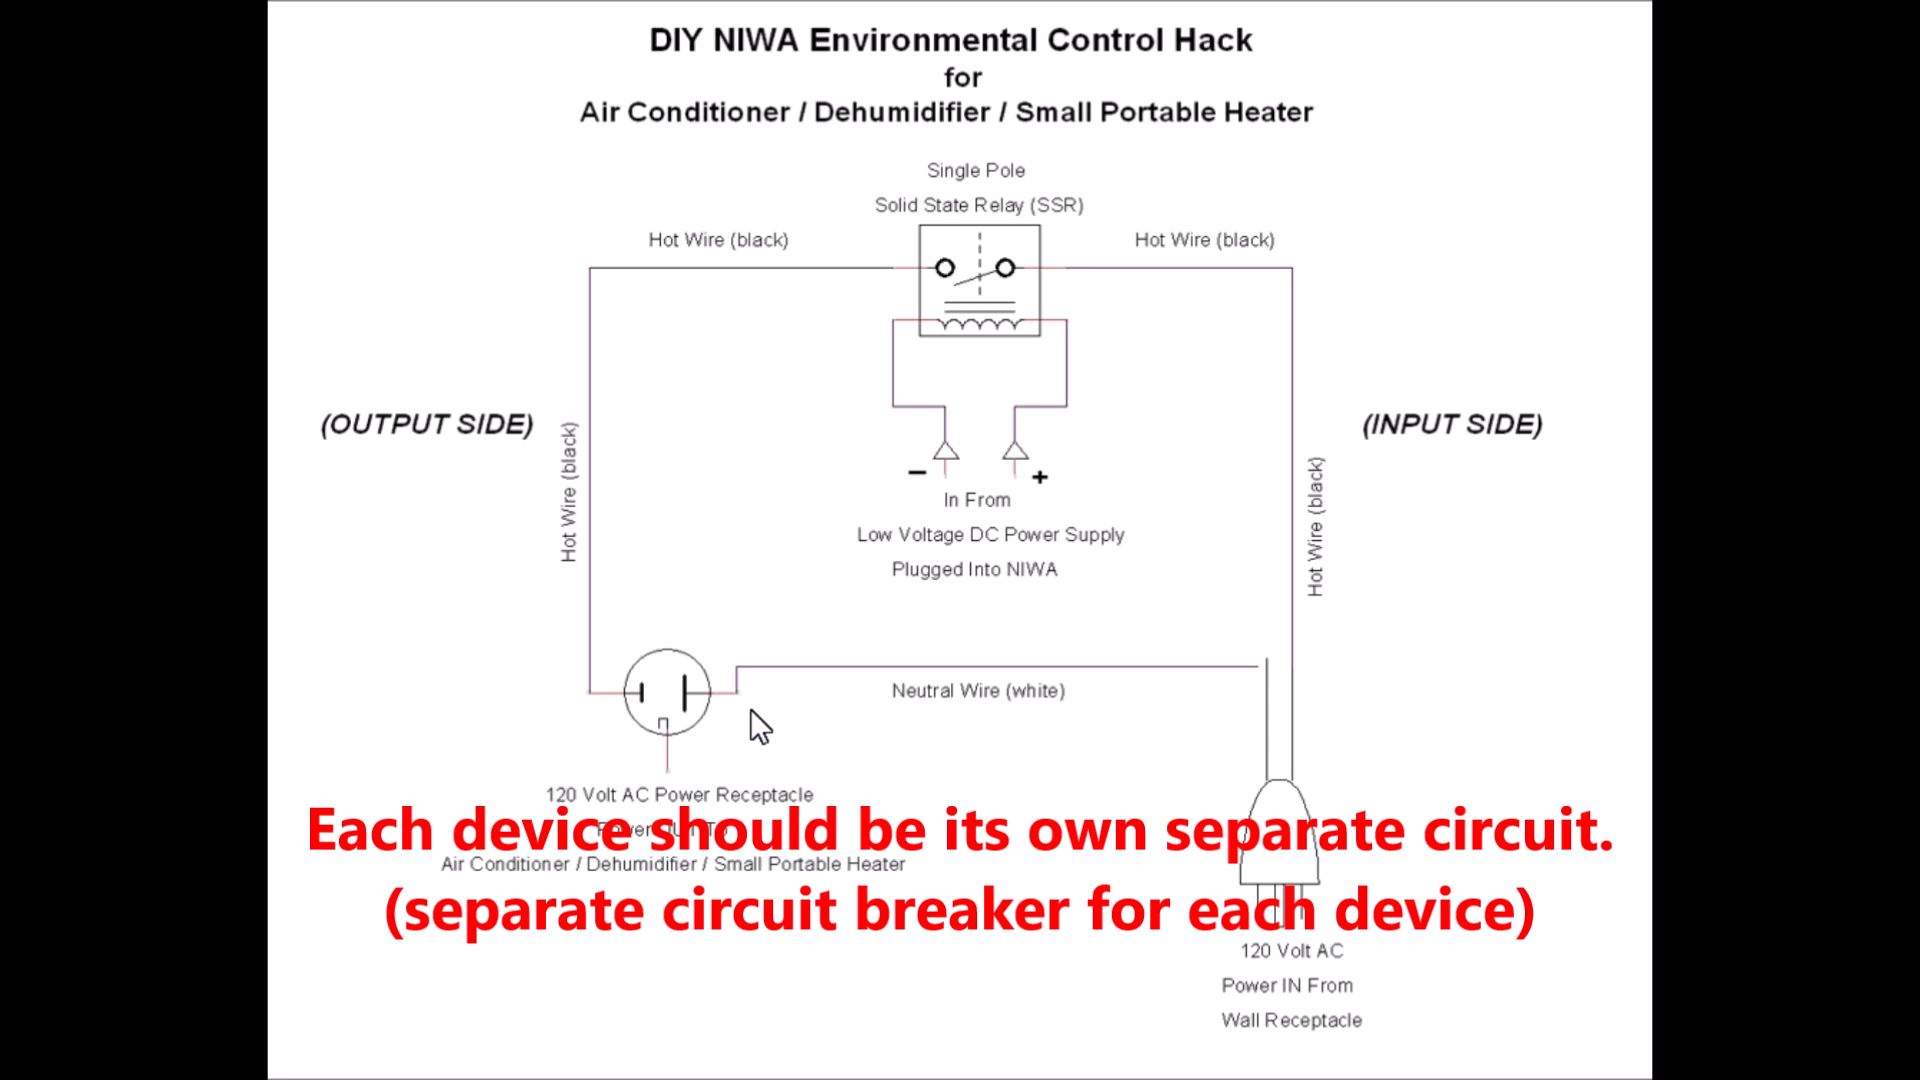 DIY NIWA Environmental Control Hack
for
Air Conditioner / Dehumidifier / Small Portable Heater
Single Pole
Solid State Relay (SSR)
Hot Wire (black)
Hot Wire (black)
(OUTPUT SIDE)
(INPUT SIDE)
Hot Wire (black)
Hot Wire (black)
− +
In From
Low Voltage DC Power Supply
Plugged Into NIWA
Neutral Wire (white)
120 Volt AC Power Receptacle
Each device should be its own separate circuit.
Air Conditioner / Dehumidifier / Small Portable Heater
(separate circuit breaker for each device)
120 Volt AC
Power IN From
Wall Receptacle